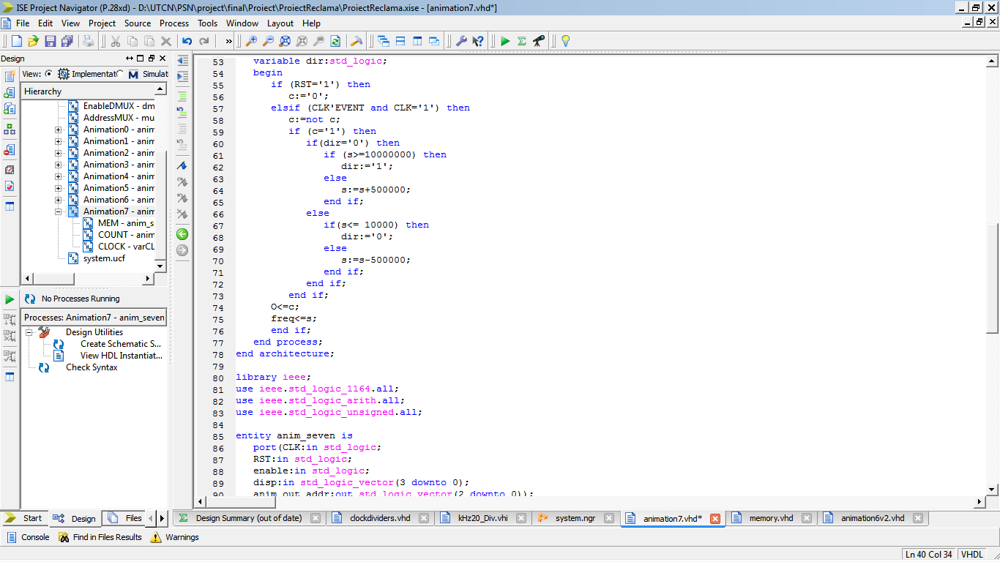 ISE Project Navigator (P.28xd) - D:\UTCN\PSN\project\final\Proiect\ProiectReclama\ProiectReclama.xise - [animation7.vhd*]
File Edit View Project Source Process Tools Window Layout Help
Design
View: Implementat Simulat
Hierarchy
EnableDMUX - dm
AddressMUX - mu
Animation0 - anim
Animation1 - anim
Animation2 - anim
Animation3 - anim
Animation4 - anim
Animation5 - anim
Animation6 - anim
Animation7 - anim
MEM - anim_s
COUNT - anim
CLOCK - varCL
system.ucf
No Processes Running
Processes: Animation7 - anim_seven
Design Utilities
Create Schematic S...
View HDL Instantiat...
Check Syntax
53 variable dir:std_logic;
54 begin
55 if (RST='1') then
56 c:='0';
57 elsif (CLK'EVENT and CLK='1') then
58 c:=not c;
59 if (c='1') then
60 if(dir='0') then
61 if (s>=10000000) then
62 dir:='1';
63 else
64 s:=s+500000;
65 end if;
66 else
67 if(s<= 10000) then
68 dir:='0';
69 else
70 s:=s-500000;
71 end if;
72 end if;
73 end if;
74 O<=c;
75 freq<=s;
76 end if;
77 end process;
78 end architecture;
79
80 library ieee;
81 use ieee.std_logic_1164.all;
82 use ieee.std_logic_arith.all;
83 use ieee.std_logic_unsigned.all;
84
85 entity anim_seven is
86 port(CLK:in std_logic;
87 RST:in std_logic;
88 enable:in std_logic;
89 disp:in std_logic_vector(3 downto 0);
90 anim_out_addr:out std_logic_vector(2 downto 0));
Start Design Files
Design Summary (out of date) clockdividers.vhd kHz20_Div.vhi system.ngr animation7.vhd* memory.vhd animation6v2.vhd
Console Find in Files Results Warnings
Ln 40 Col 34 VHDL